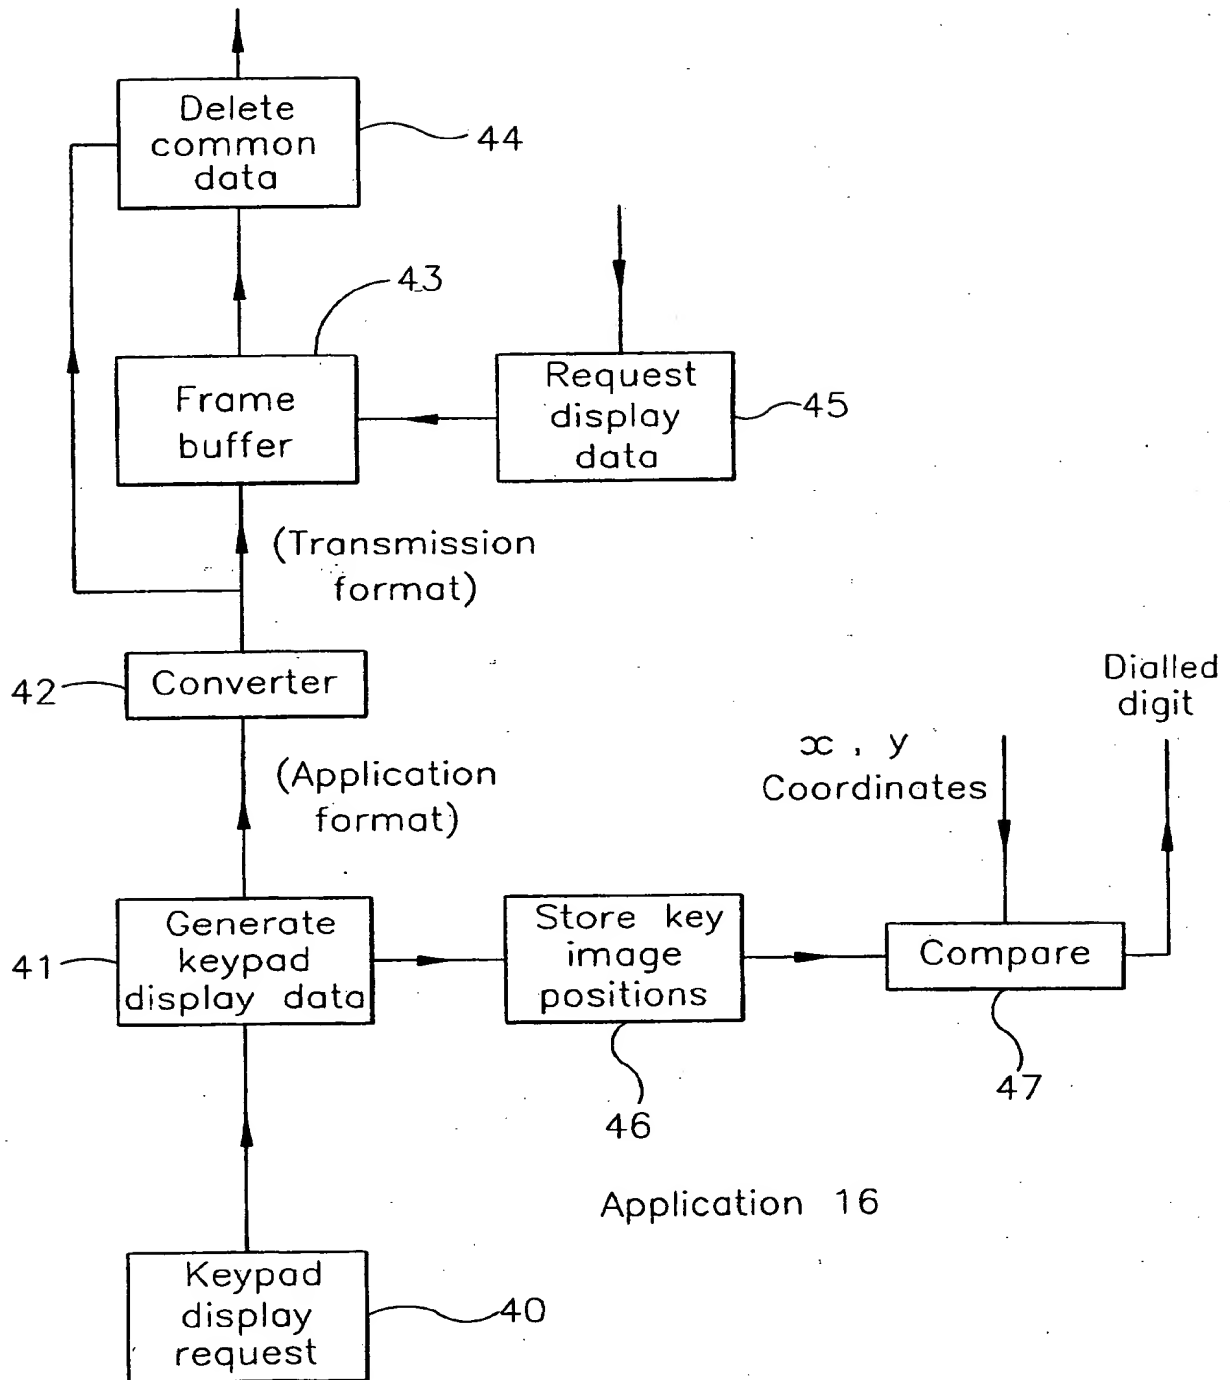 Delete
common
data
44
43
Frame
buffer
Request
display
data
45
(Transmission
format)
42
Converter
Dialled
digit
x , y
Coordinates
(Application
format)
41
Generate
keypad
display data
Store key
image
positions
Compare
46
47
Application 16
Keypad
display
request
40